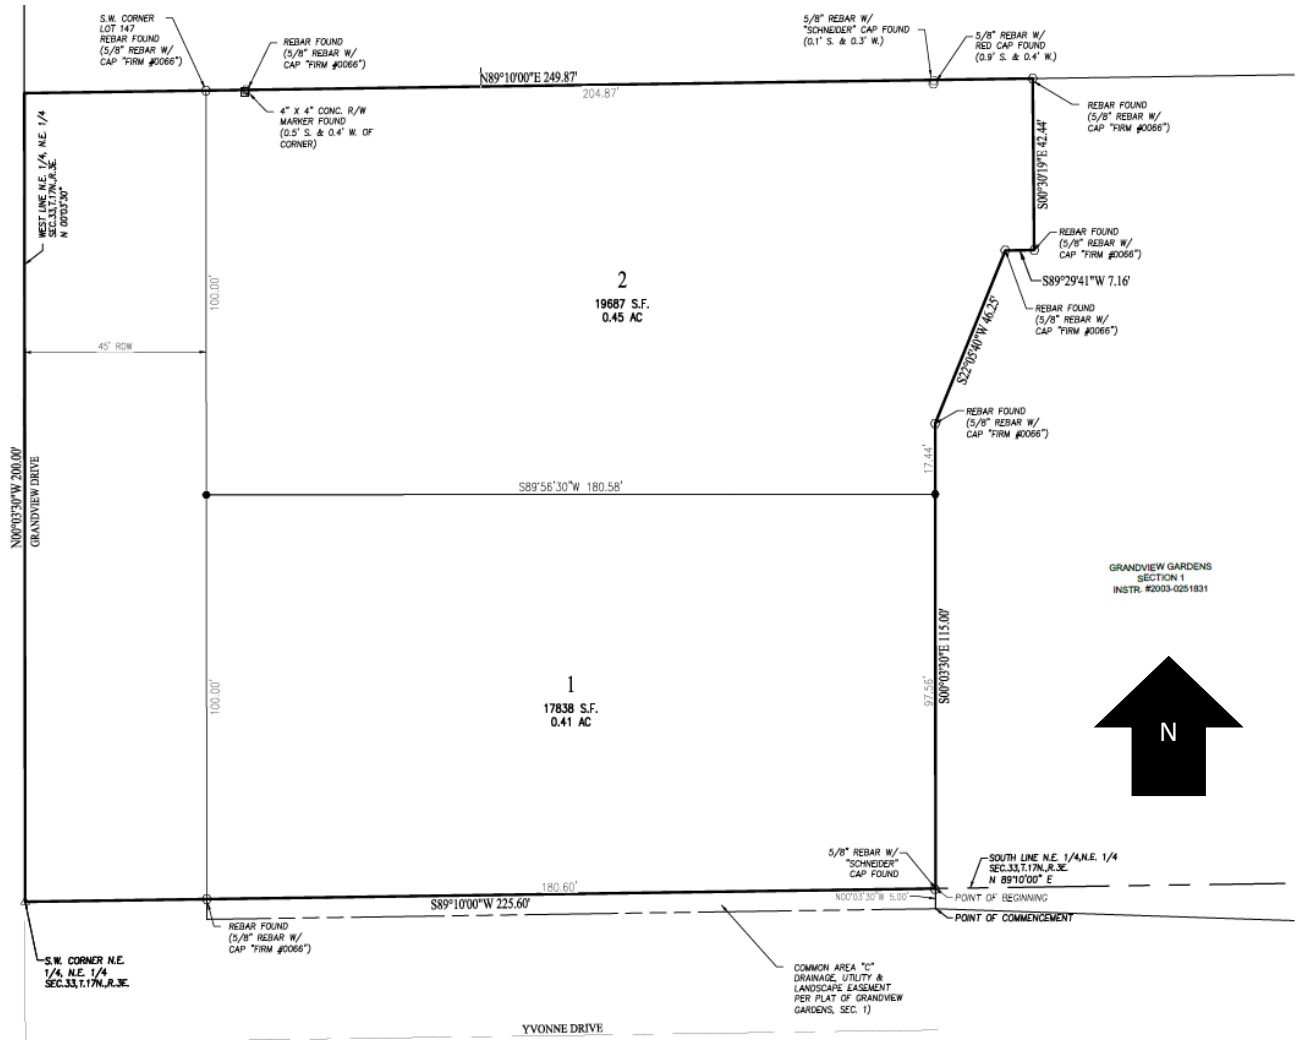 S.W. CORNER
LOT 147
REBAR FOUND
(5/8" REBAR W/
CAP "FIRM #0066")
REBAR FOUND
(5/8" REBAR W/
CAP "FIRM #0066")
5/8" REBAR W/
"SCHNEIDER" CAP FOUND
(0.1' S. & 0.3' W.)
5/8" REBAR W/
RED CAP FOUND
(0.9' S. & 0.4' W.)
N89°10'00"E 249.87'
204.87'
4" X 4" CONC. R/W
MARKER FOUND
(0.5' S. & 0.4' W. OF
CORNER)
REBAR FOUND
(5/8" REBAR W/
CAP "FIRM #0066")
WEST LINE N.E. 1/4, N.E. 1/4
SEC.33,T.17N.,R.3E.
N 00°03'30"
S00°30'19"E 42.44'
REBAR FOUND
(5/8" REBAR W/
CAP "FIRM #0066")
S89°29'41"W 7.16'
REBAR FOUND
(5/8" REBAR W/
CAP "FIRM #0066")
100.00'
2
19687 S.F.
0.45 AC
45' ROW
S22°05'40"W 46.25'
REBAR FOUND
(5/8" REBAR W/
CAP "FIRM #0066")
17.44'
N00°03'30"W 200.00'
GRANDVIEW DRIVE
S89°56'30"W 180.58'
GRANDVIEW GARDENS
SECTION 1
INSTR. #2003-0251831
100.00'
1
17838 S.F.
0.41 AC
97.56'
S00°03'30"E 115.00'
N
5/8" REBAR W/
"SCHNEIDER"
CAP FOUND
SOUTH LINE N.E. 1/4,N.E. 1/4
SEC.33,T.17N.,R.3E.
N 89°10'00" E
180.60'
S89°10'00"W 225.60'
N00°03'30"W 5.00'
POINT OF BEGINNING
POINT OF COMMENCEMENT
REBAR FOUND
(5/8" REBAR W/
CAP "FIRM #0066")
S.W. CORNER N.E.
1/4, N.E. 1/4
SEC.33,T.17N.,R.3E.
COMMON AREA "C"
DRAINAGE, UTILITY &
LANDSCAPE EASEMENT
PER PLAT OF GRANDVIEW
GARDENS, SEC. 1)
YVONNE DRIVE